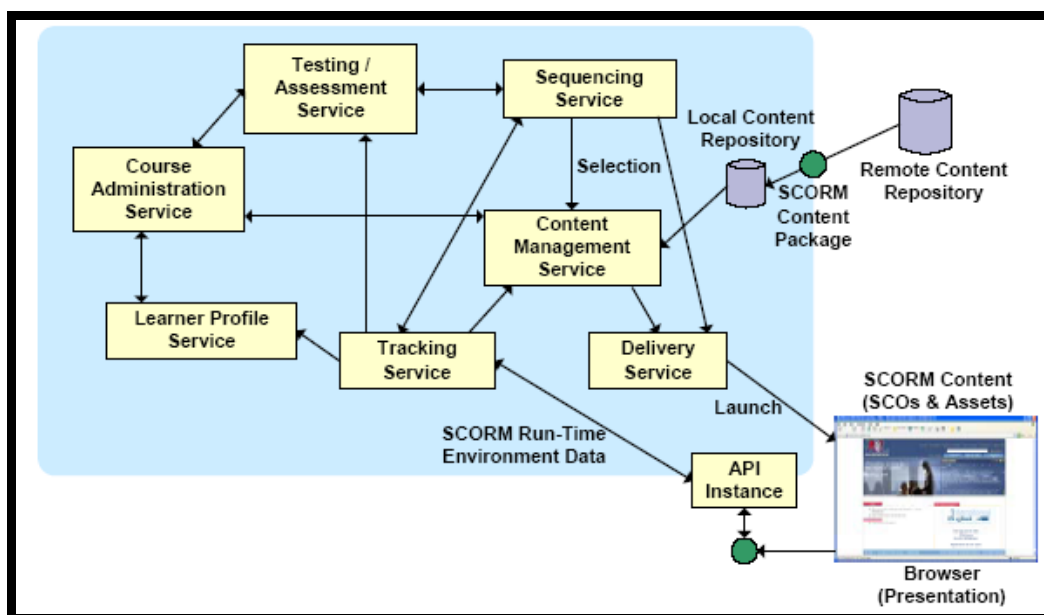 Testing /
Assessment
Service
Sequencing
Service
Local Content
Repository
Remote Content
Repository
Course
Administration
Service
Selection
SCORM
Content
Package
Content
Management
Service
Learner Profile
Service
Tracking
Service
Delivery
Service
SCORM Content
(SCOs & Assets)
Launch
SCORM Run-Time
Environment Data
API
Instance
Browser
(Presentation)